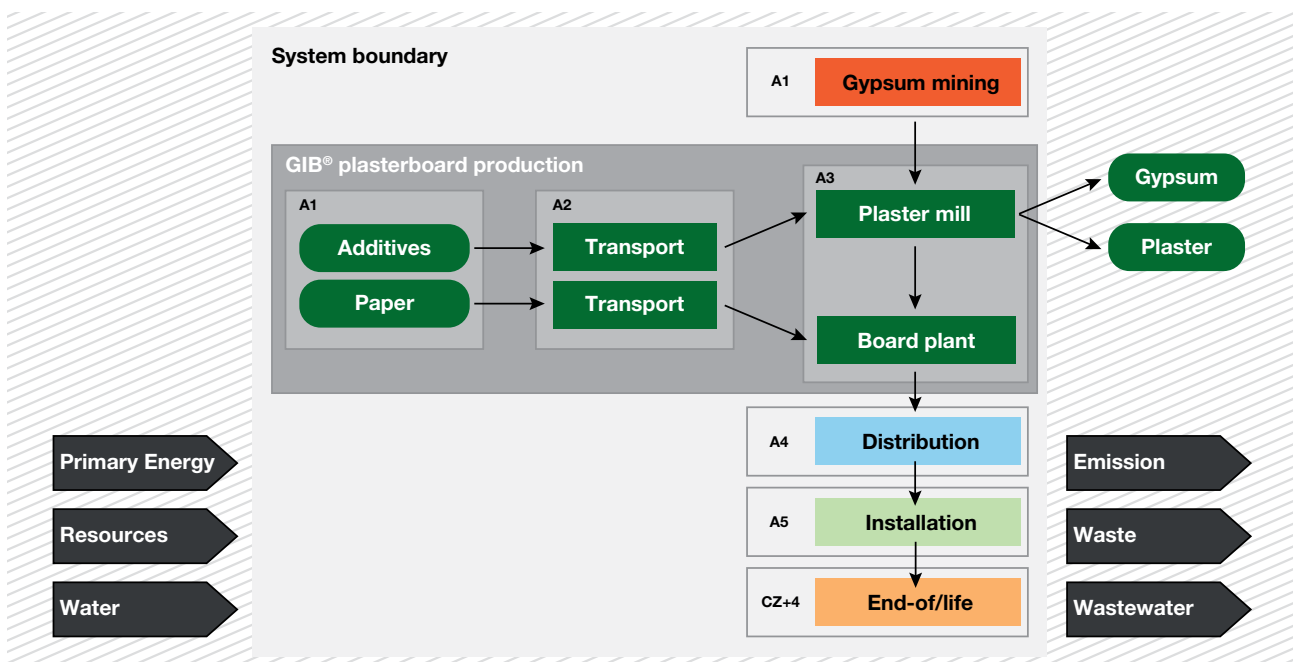 System boundary
A1
Gypsum mining
GIB® plasterboard production
A1
Additives
Paper
A2
Transport
Transport
A3
Plaster mill
Board plant
Gypsum
Plaster
A4
Distribution
A5
Installation
CZ+4
End-of/life
Primary Energy
Resources
Water
Emission
Waste
Wastewater